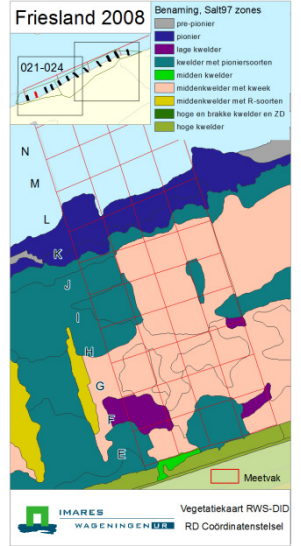 Friesland 2008
Benaming, Salt97 zones
pre-pionier
pionier
lage kwelder
kwelder met pioniersoorten
midden kwelder
middenkwelder met kweek
middenkwelder met R-soorten
hoge en brakke kwelder en ZD
hoge kwelder
021-024
N
M
L
K
J
I
H
G
F
E
Meetvak
IMARES
WAGENINGEN UR
Vegetatiekaart RWS-DID
RD Coördinatenstelsel